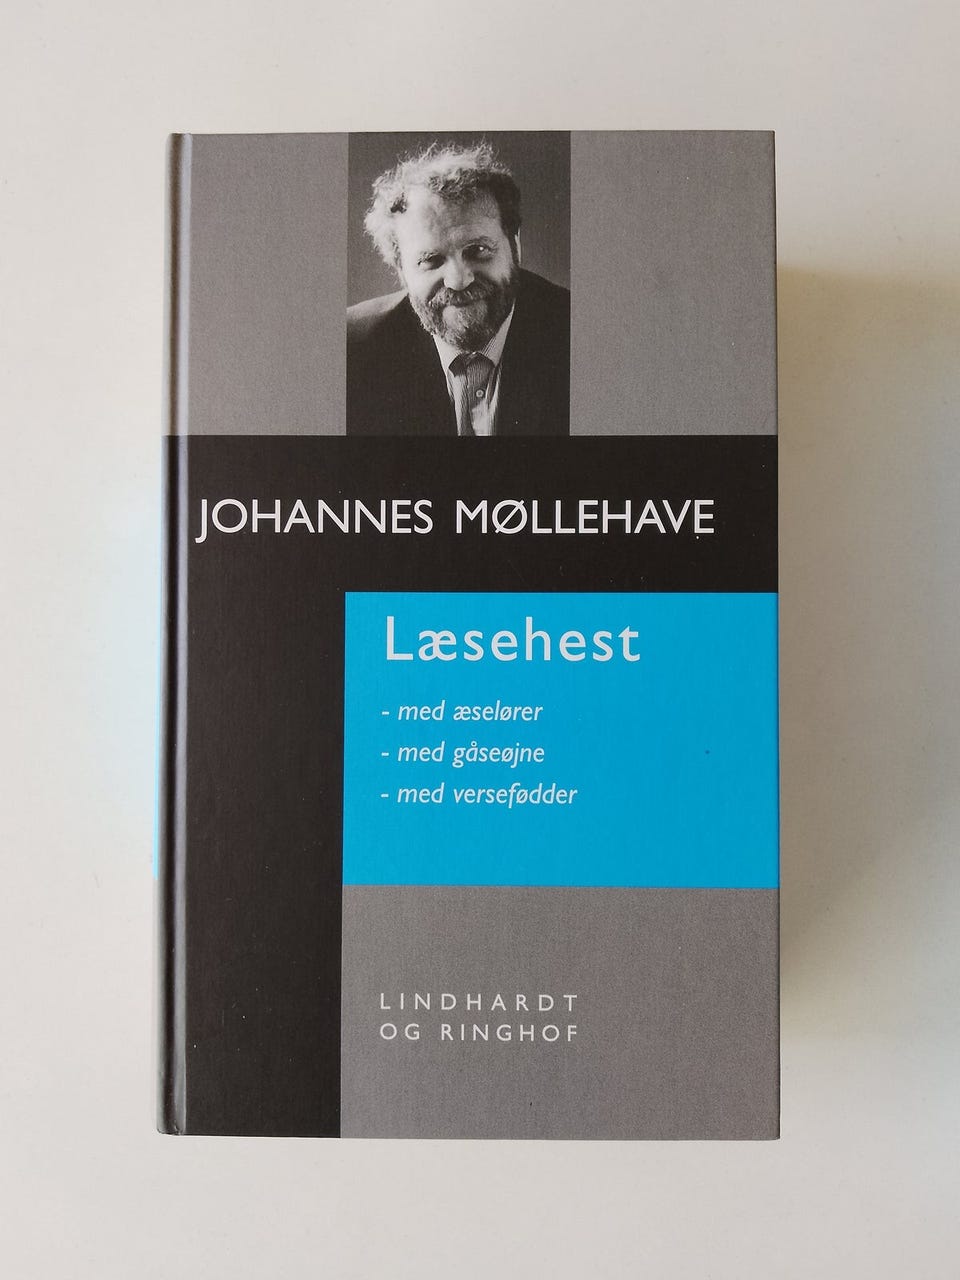 JOHANNES MØLLEHAVE
Læsehest
- med æselører
- med gåseøjne
- med versefødder
LINDHARDT
OG RINGHOF